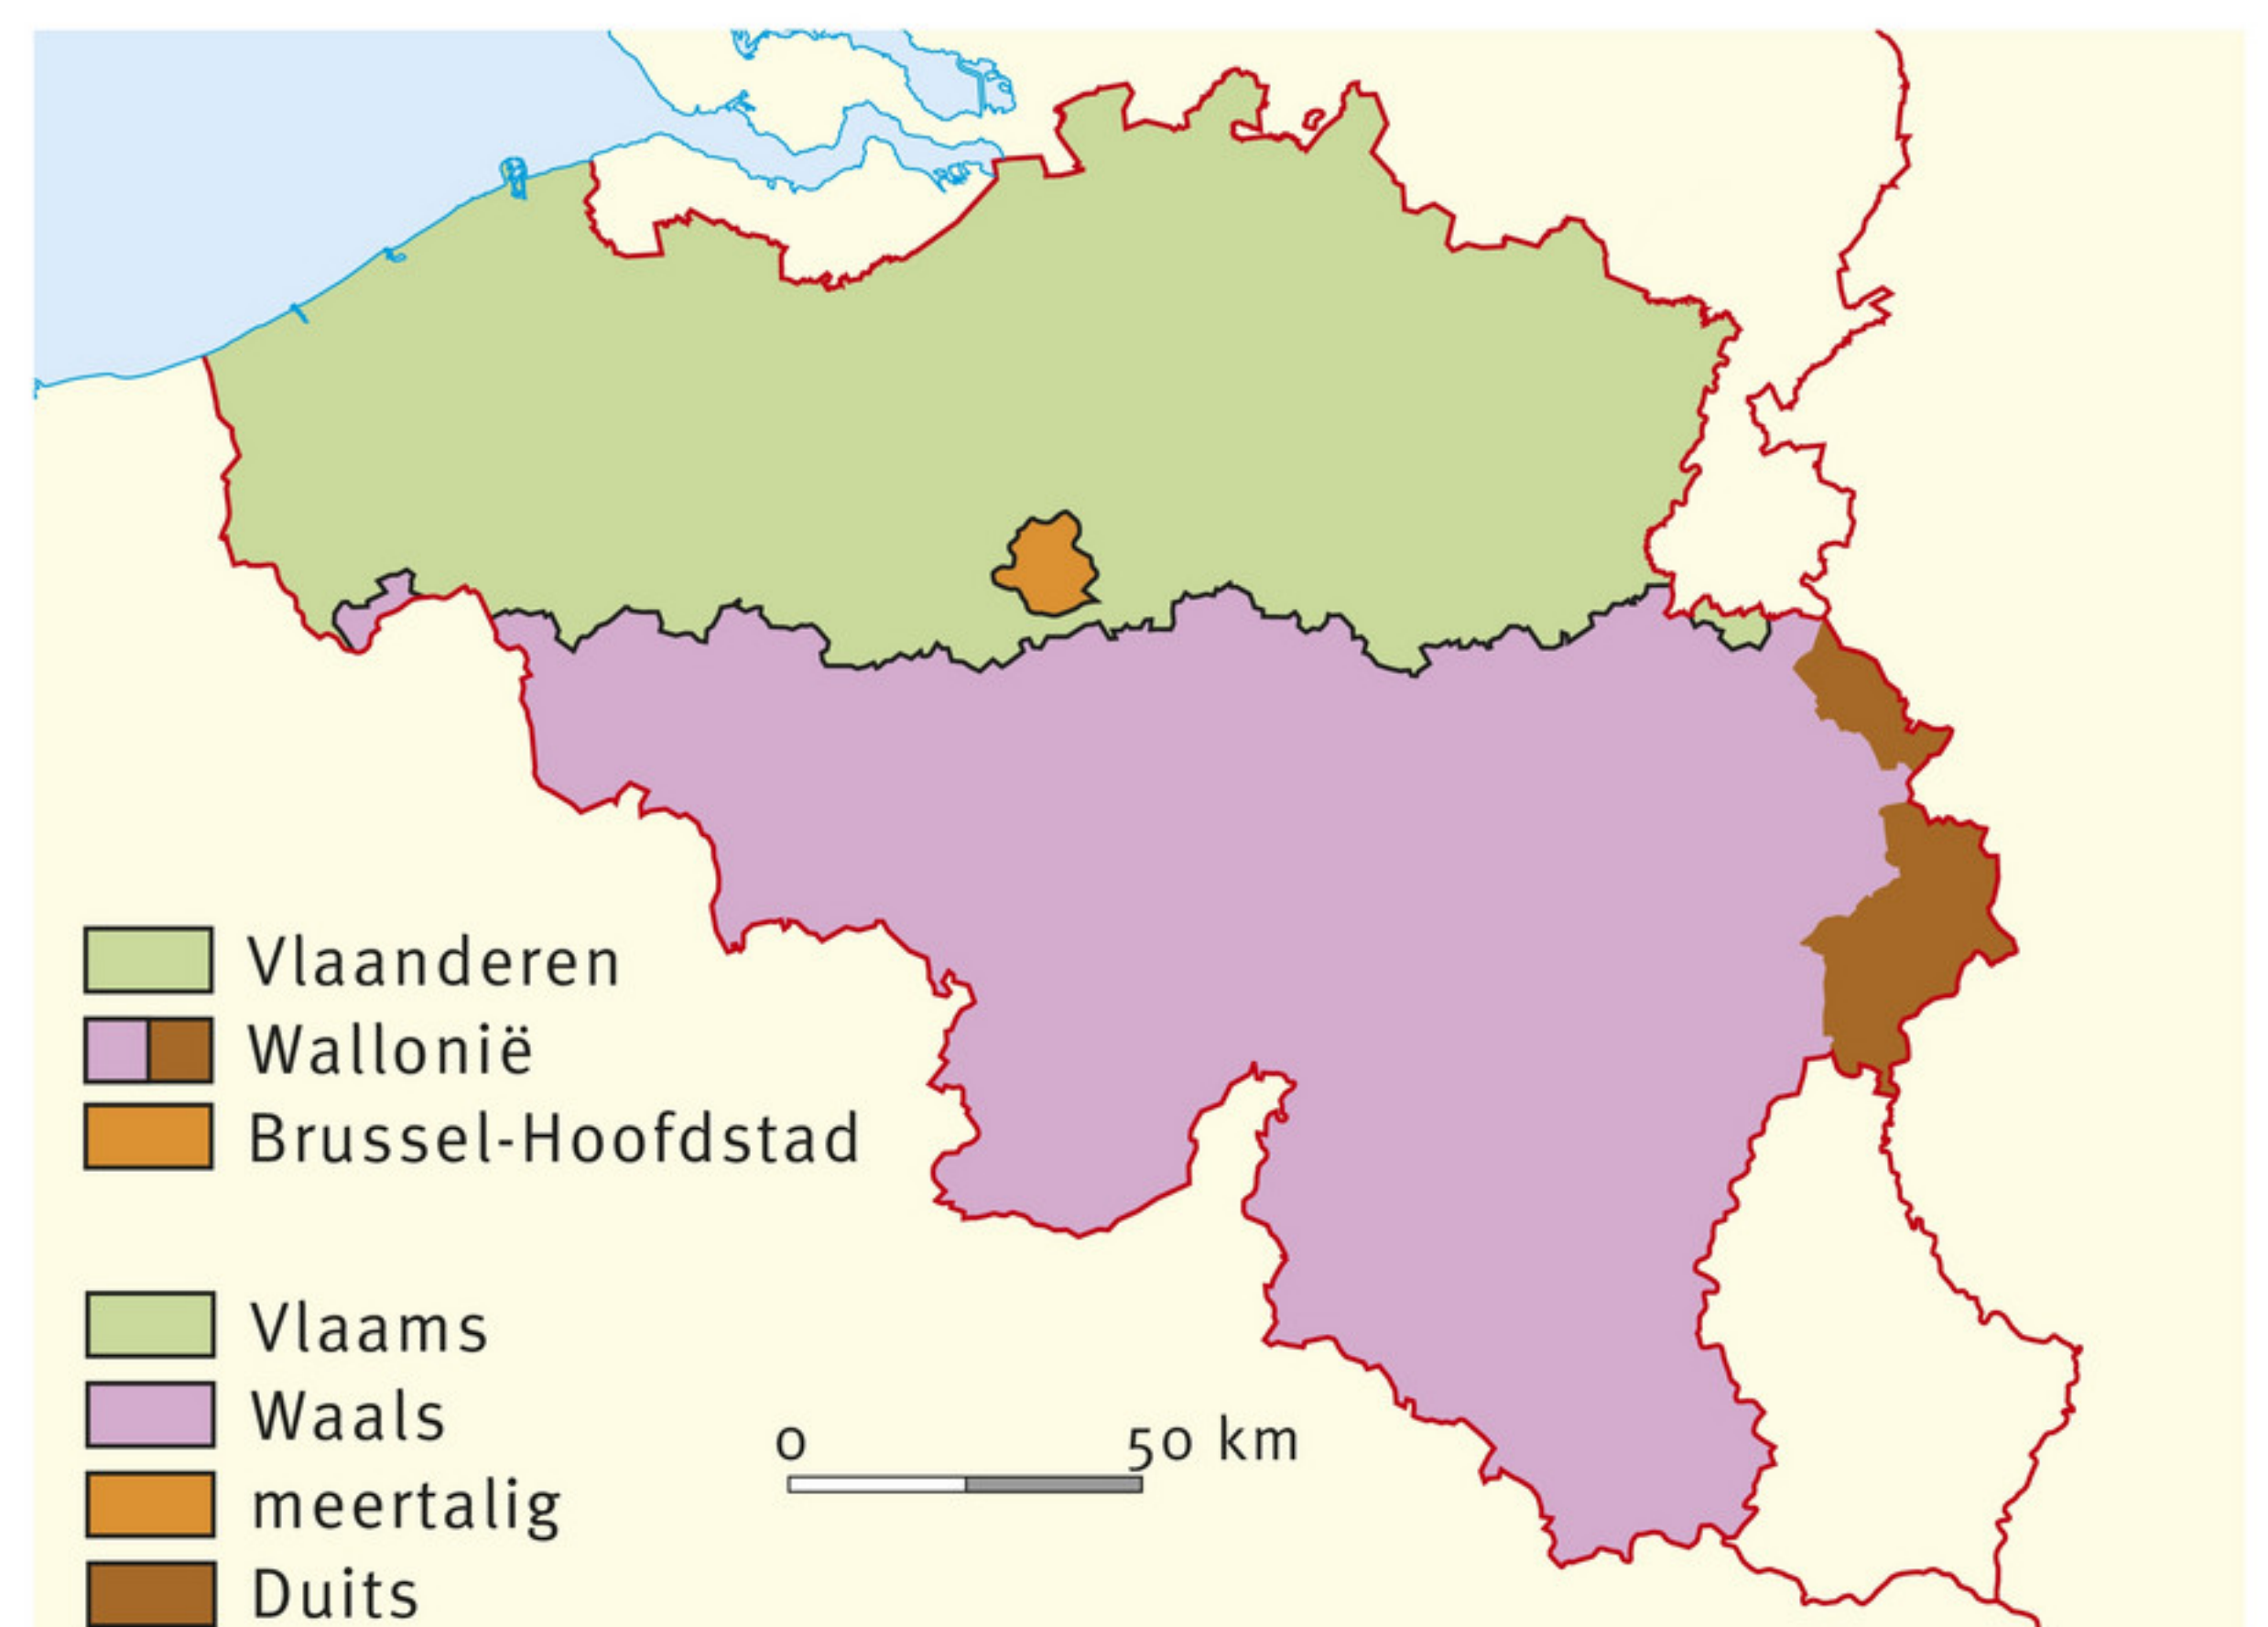 Vlaanderen
Wallonië
Brussel-Hoofdstad
Vlaams
Waals
meertalig
Duits
0 50 km